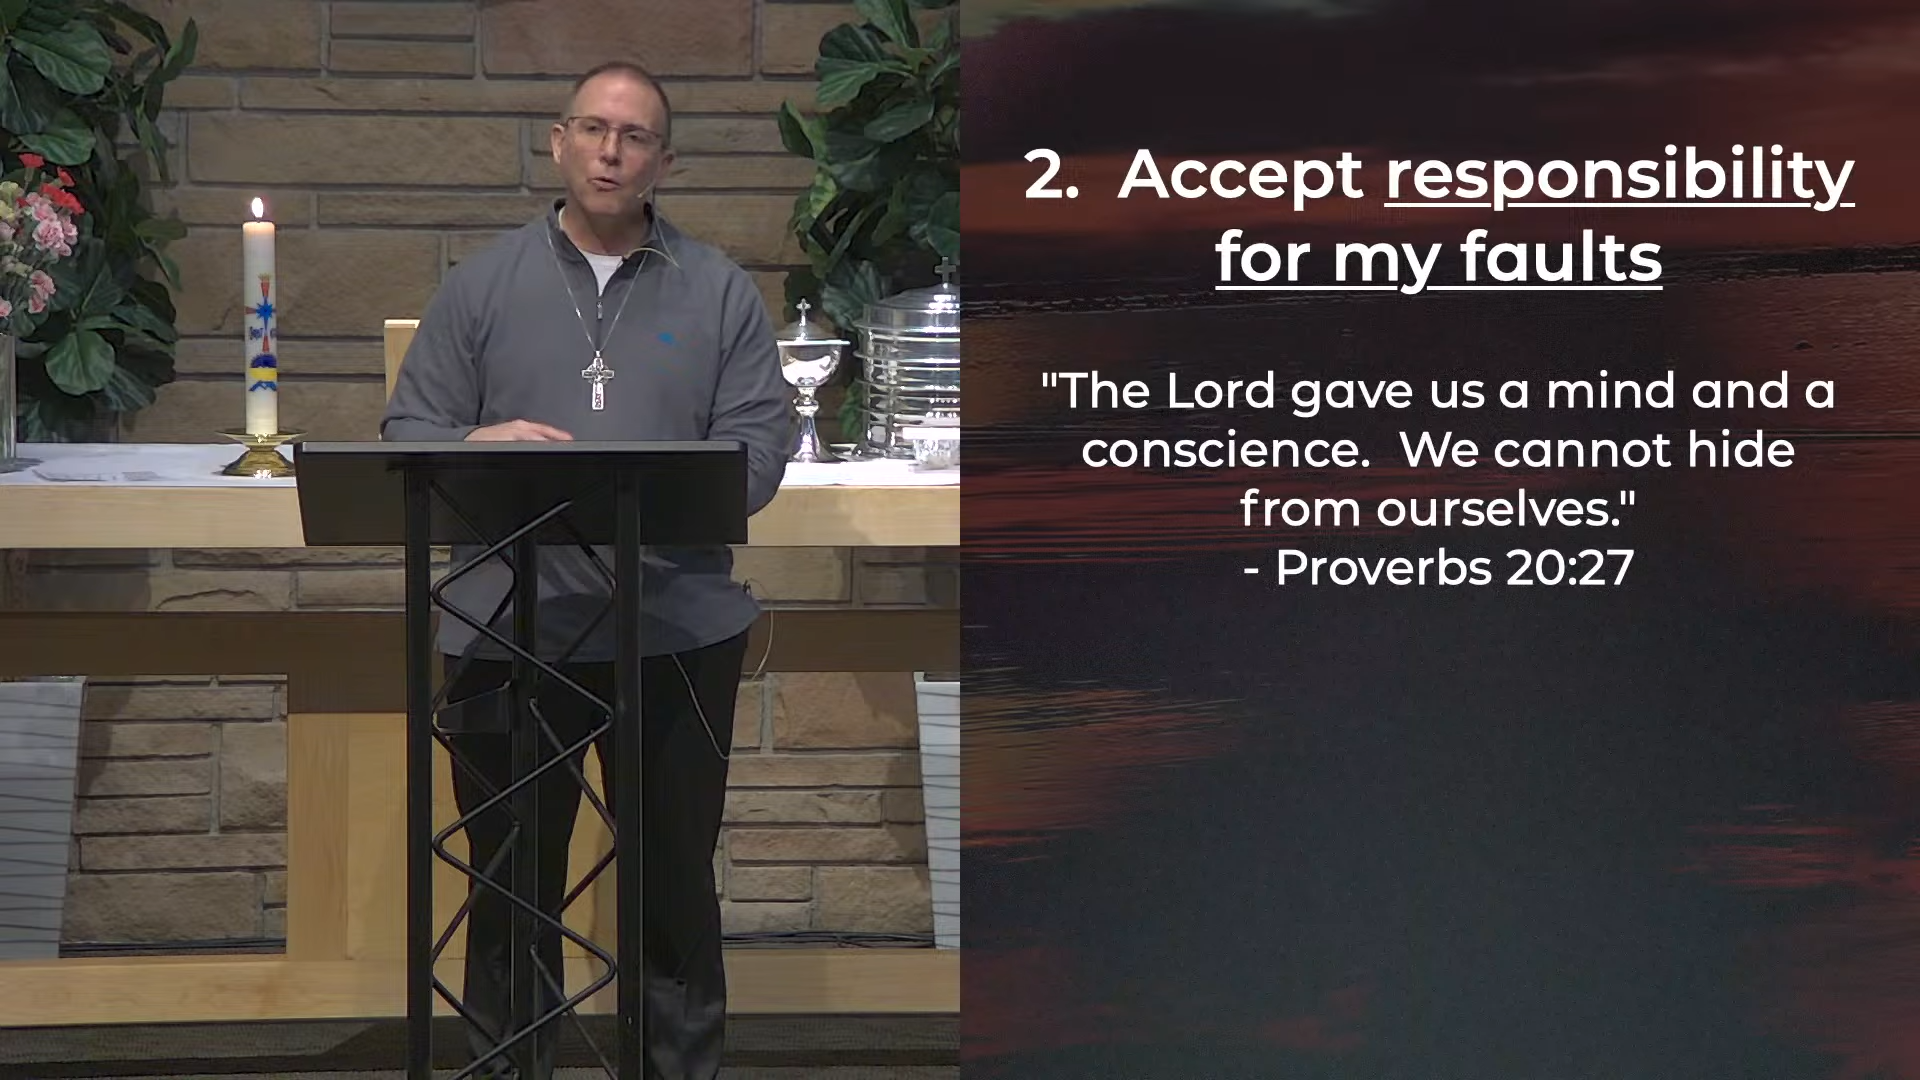 2.  Accept responsibility
for my faults
"The Lord gave us a mind and a
conscience.  We cannot hide
from ourselves."
- Proverbs 20:27